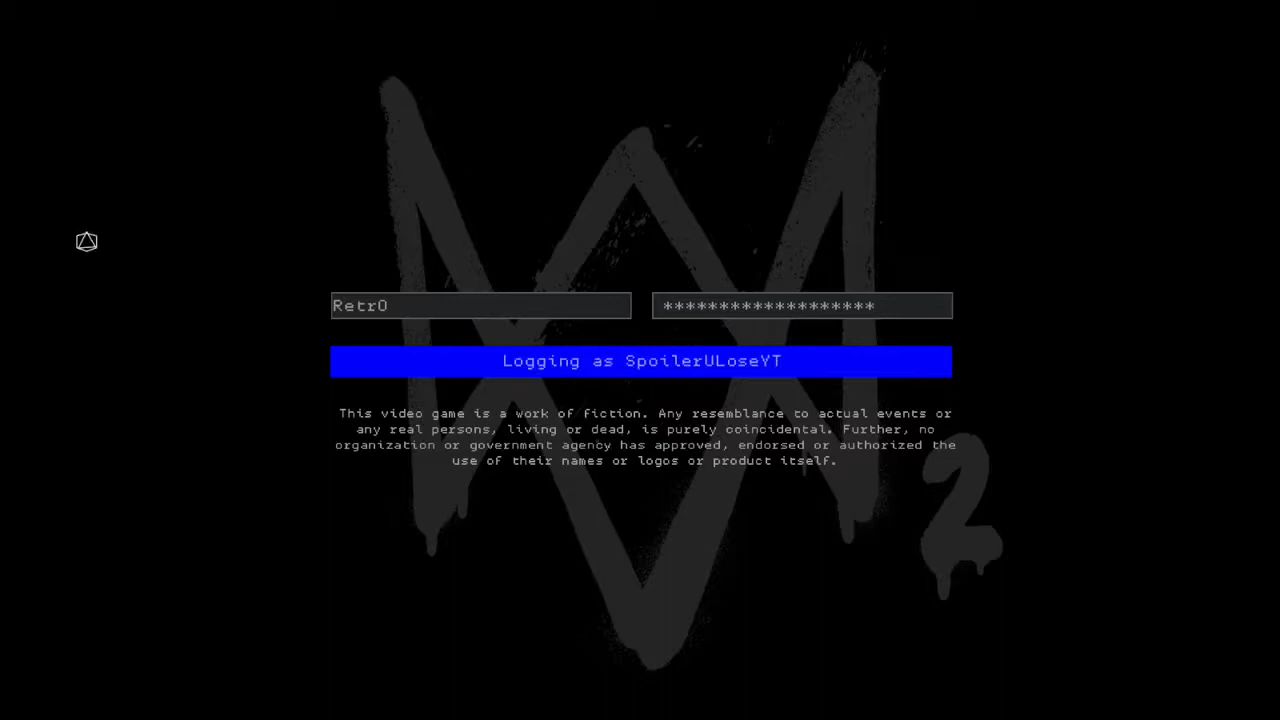 Retr0 *******************
Logging as SpoilerULoseYT
This video game is a work of fiction. Any resemblance to actual events or
any real persons, living or dead, is purely coincidental. Further, no
organization or government agency has approved, endorsed or authorized the
use of their names or logos or product itself.
2